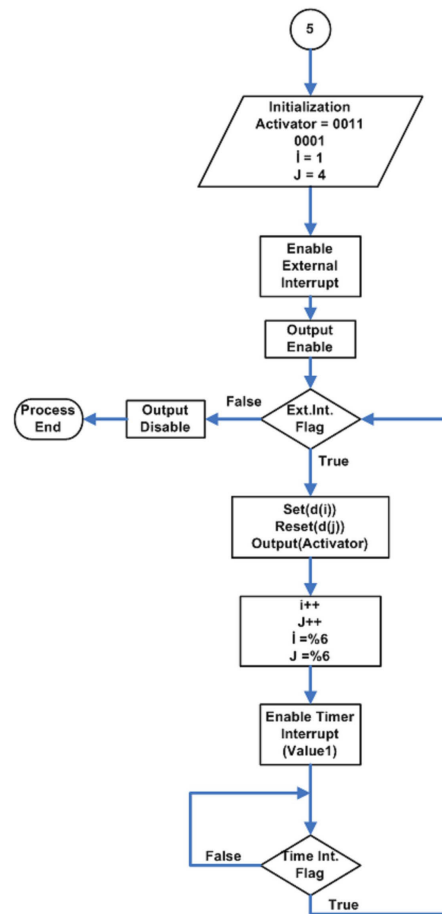 5
Initialization
Activator = 0011
0001
İ = 1
J = 4
Enable
External
Interrupt
Output
Enable
Process
End
Output
Disable
False
Ext.Int.
Flag
True
Set(d(i))
Reset(d(j))
Output(Activator)
i++
J++
İ =%6
J =%6
Enable Timer
Interrupt
(Value1)
False
Time Int.
Flag
True